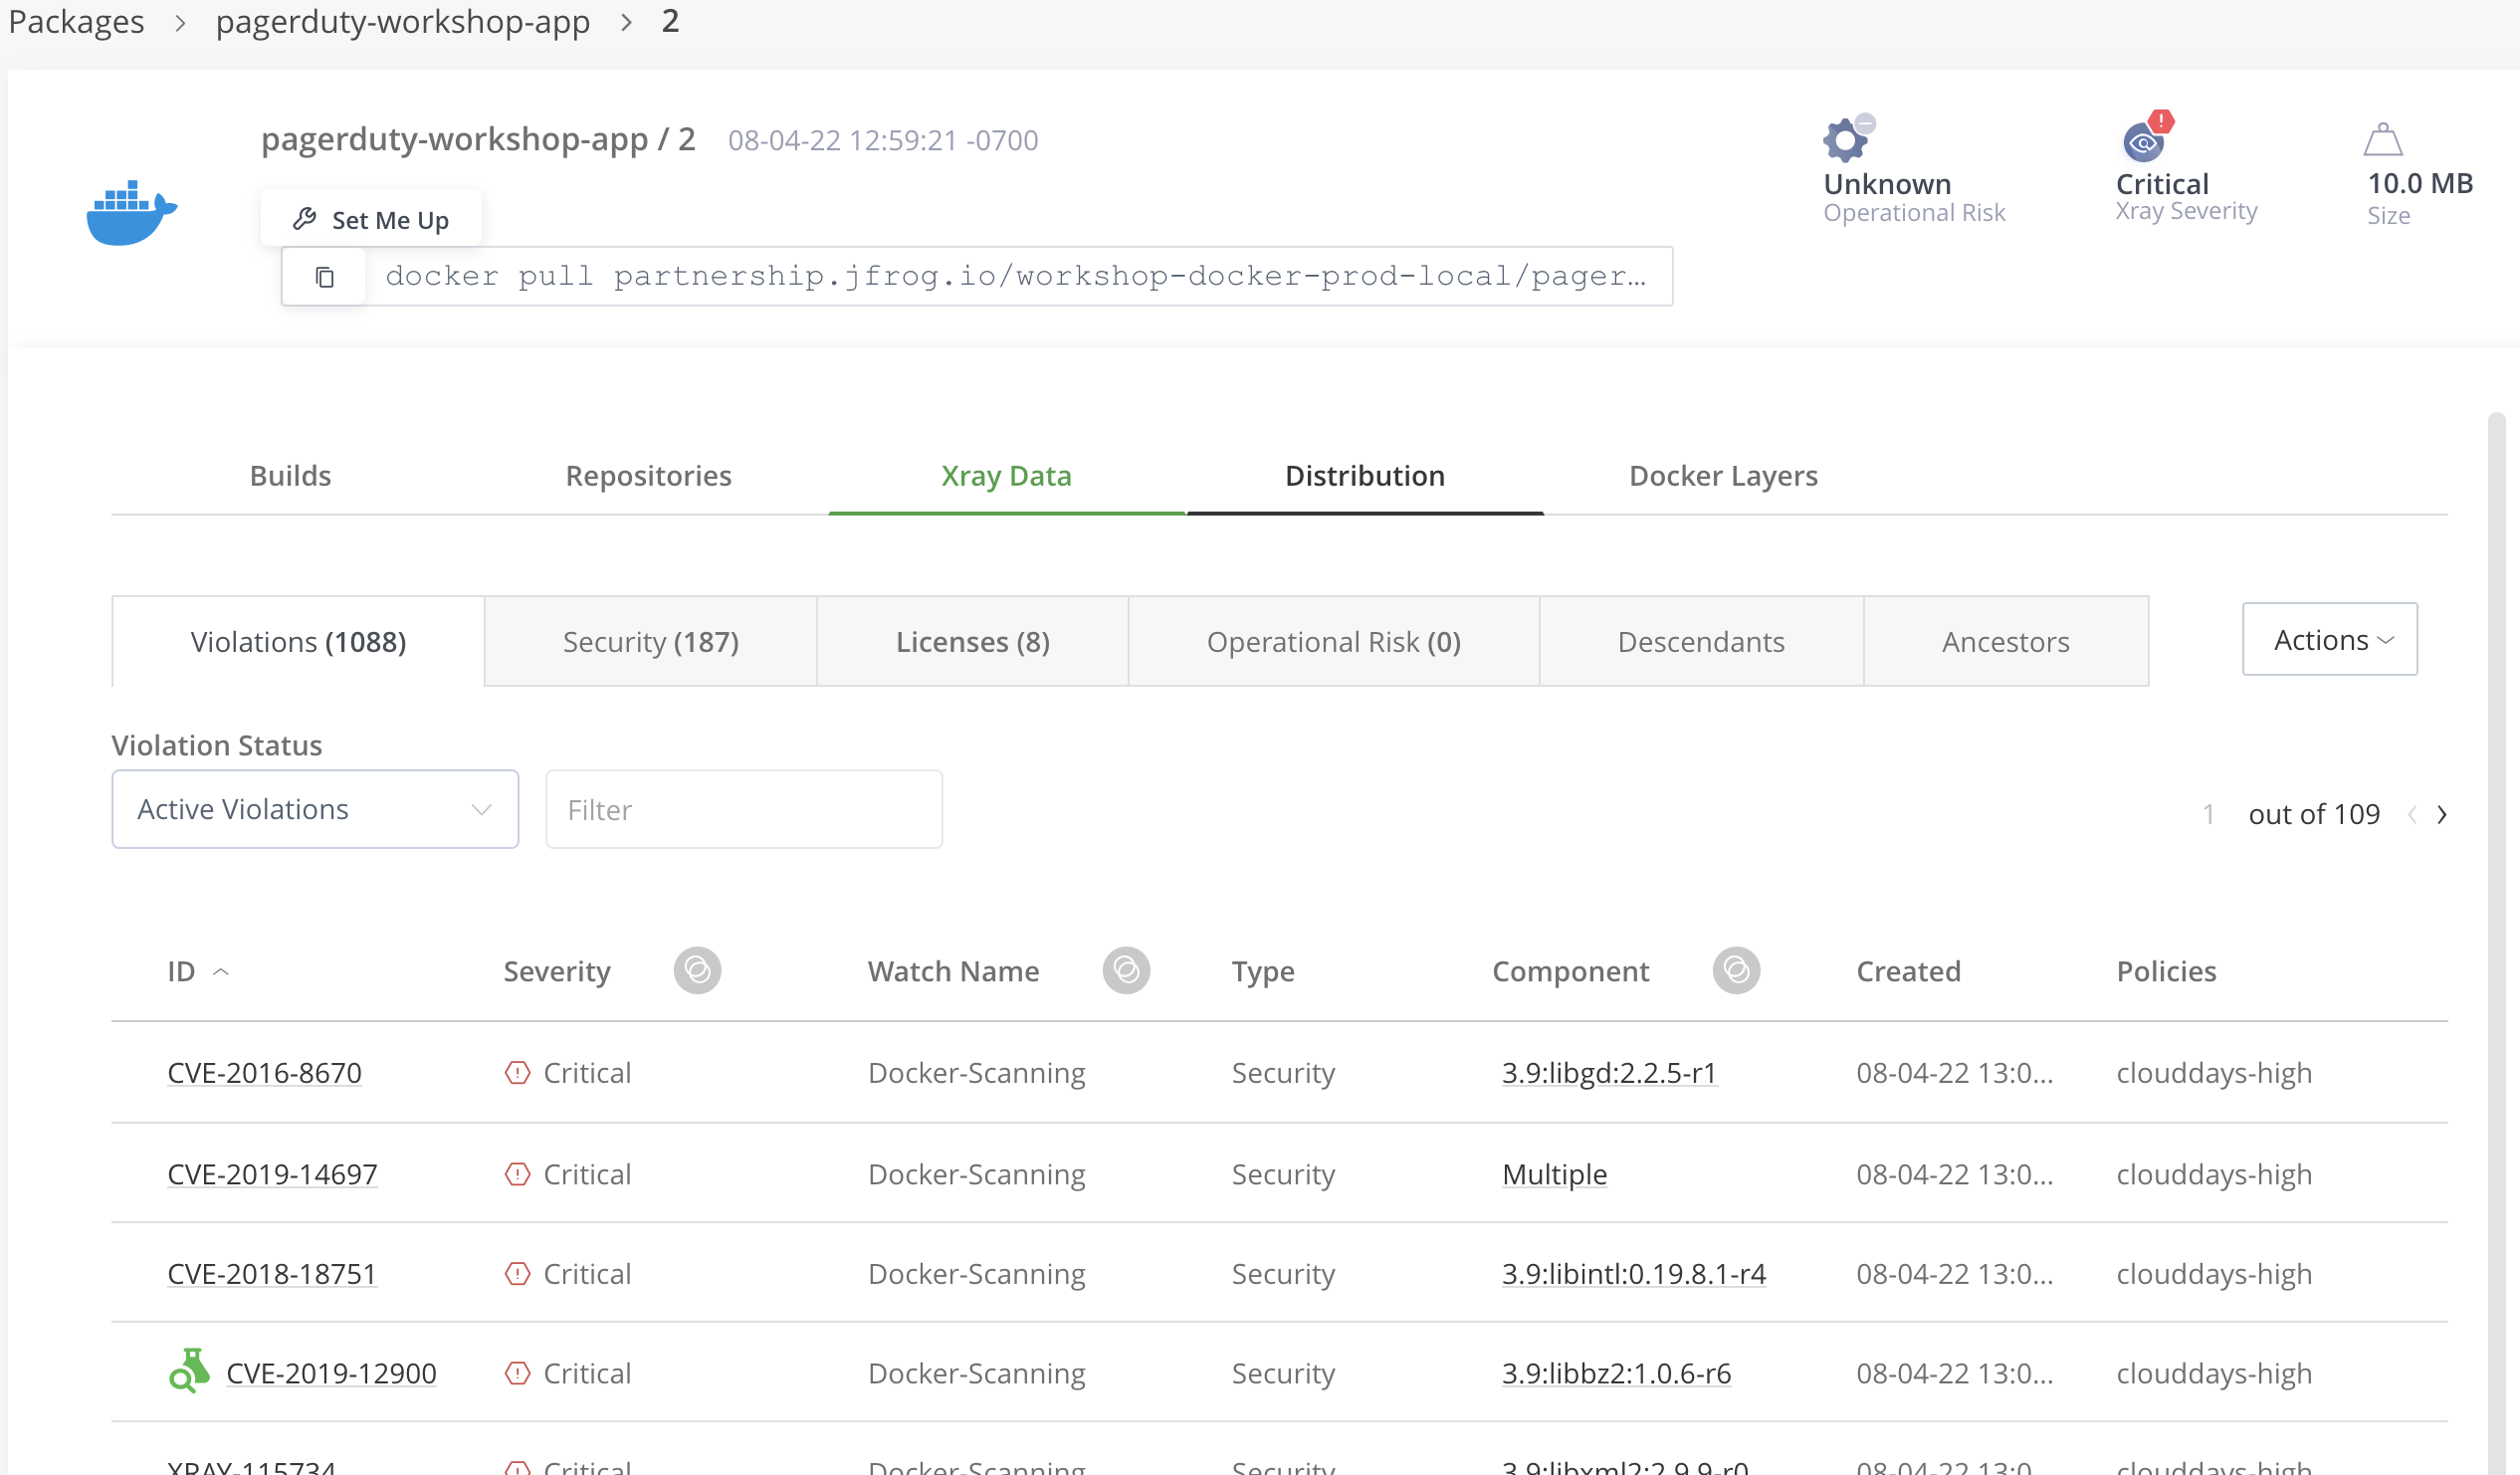 Packages > pagerduty-workshop-app > 2
pagerduty-workshop-app / 2 08-04-22 12:59:21 -0700
Set Me Up
docker pull partnership.jfrog.io/workshop-docker-prod-local/pager...
Unknown
Operational Risk
Critical
Xray Severity
10.0 MB
Size
Builds Repositories Xray Data Distribution Docker Layers
Violations (1088) Security (187) Licenses (8) Operational Risk (0) Descendants Ancestors Actions
Violation Status
Active Violations Filter 1 out of 109
ID Severity Watch Name Type Component Created Policies
CVE-2016-8670 Critical Docker-Scanning Security 3.9:libgd:2.2.5-r1 08-04-22 13:0... clouddays-high
CVE-2019-14697 Critical Docker-Scanning Security Multiple 08-04-22 13:0... clouddays-high
CVE-2018-18751 Critical Docker-Scanning Security 3.9:libintl:0.19.8.1-r4 08-04-22 13:0... clouddays-high
CVE-2019-12900 Critical Docker-Scanning Security 3.9:libbz2:1.0.6-r6 08-04-22 13:0... clouddays-high
XRAY-115734 Critical Docker-Scanning Security 3.9:libxml2:2.9.9-r0 08-04-22 13:0... clouddays-high